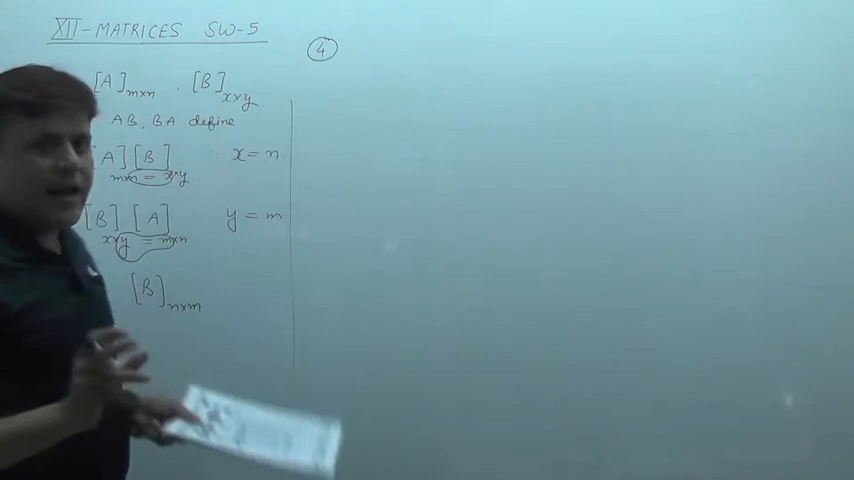 XII - MATRICES SW-5
[A]m×n , [B]x×y
AB, BA define
A] [B] x = n
m×n = x×y
[B] [A] y = m
x×y = m×n
[B]n×m
4